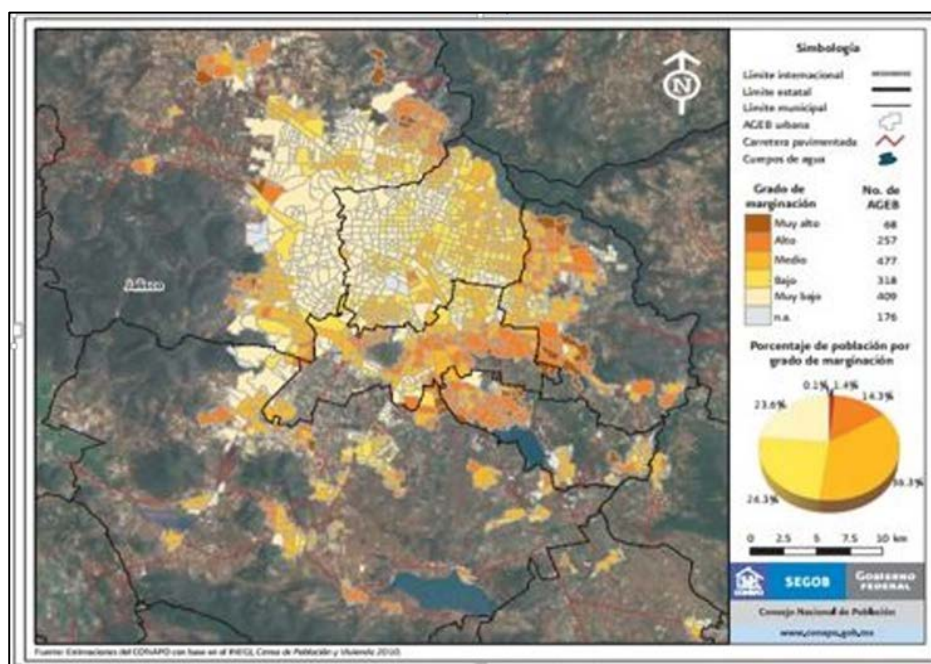 Jalisco
N
Simbología
Límite internacional
Límite estatal
Límite municipal
AGEB urbana
Carretera pavimentada
Cuerpos de agua
Grado de marginación
No. de AGEB
Muy alto 68
Alto 257
Medio 477
Bajo 318
Muy bajo 409
n.a. 176
Porcentaje de población por
grado de marginación
0.1% 1.4%
14.3%
23.6%
36.3%
24.3%
0 2.5 5 7.5 10 km
CONAPO
SEGOB
GOBIERNO
FEDERAL
Consejo Nacional de Población
www.conapo.gob.mx
Fuente: Estimaciones del CONAPO con base en el INEGI, Censo de Población y Vivienda 2010.